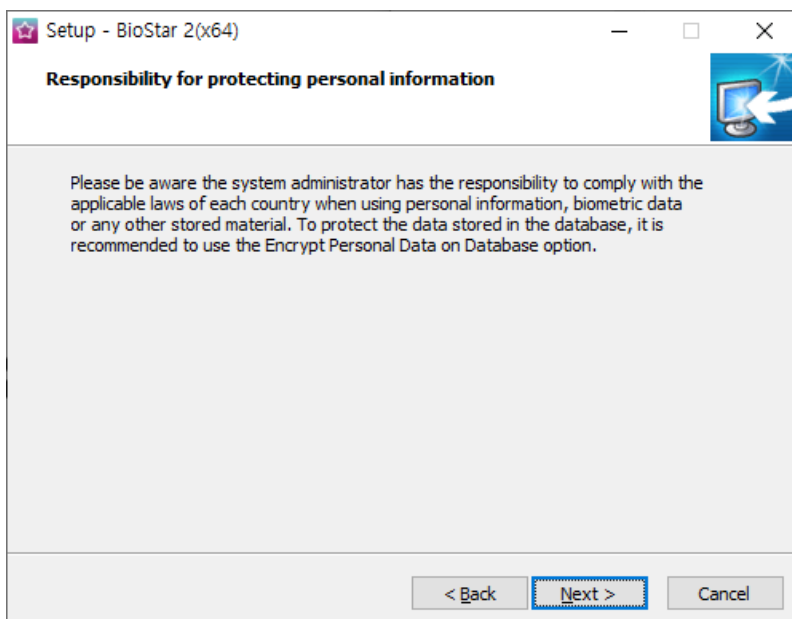 Setup - BioStar 2(x64)
Responsibility for protecting personal information
Please be aware the system administrator has the responsibility to comply with the
applicable laws of each country when using personal information, biometric data
or any other stored material. To protect the data stored in the database, it is
recommended to use the Encrypt Personal Data on Database option.
< Back Next > Cancel